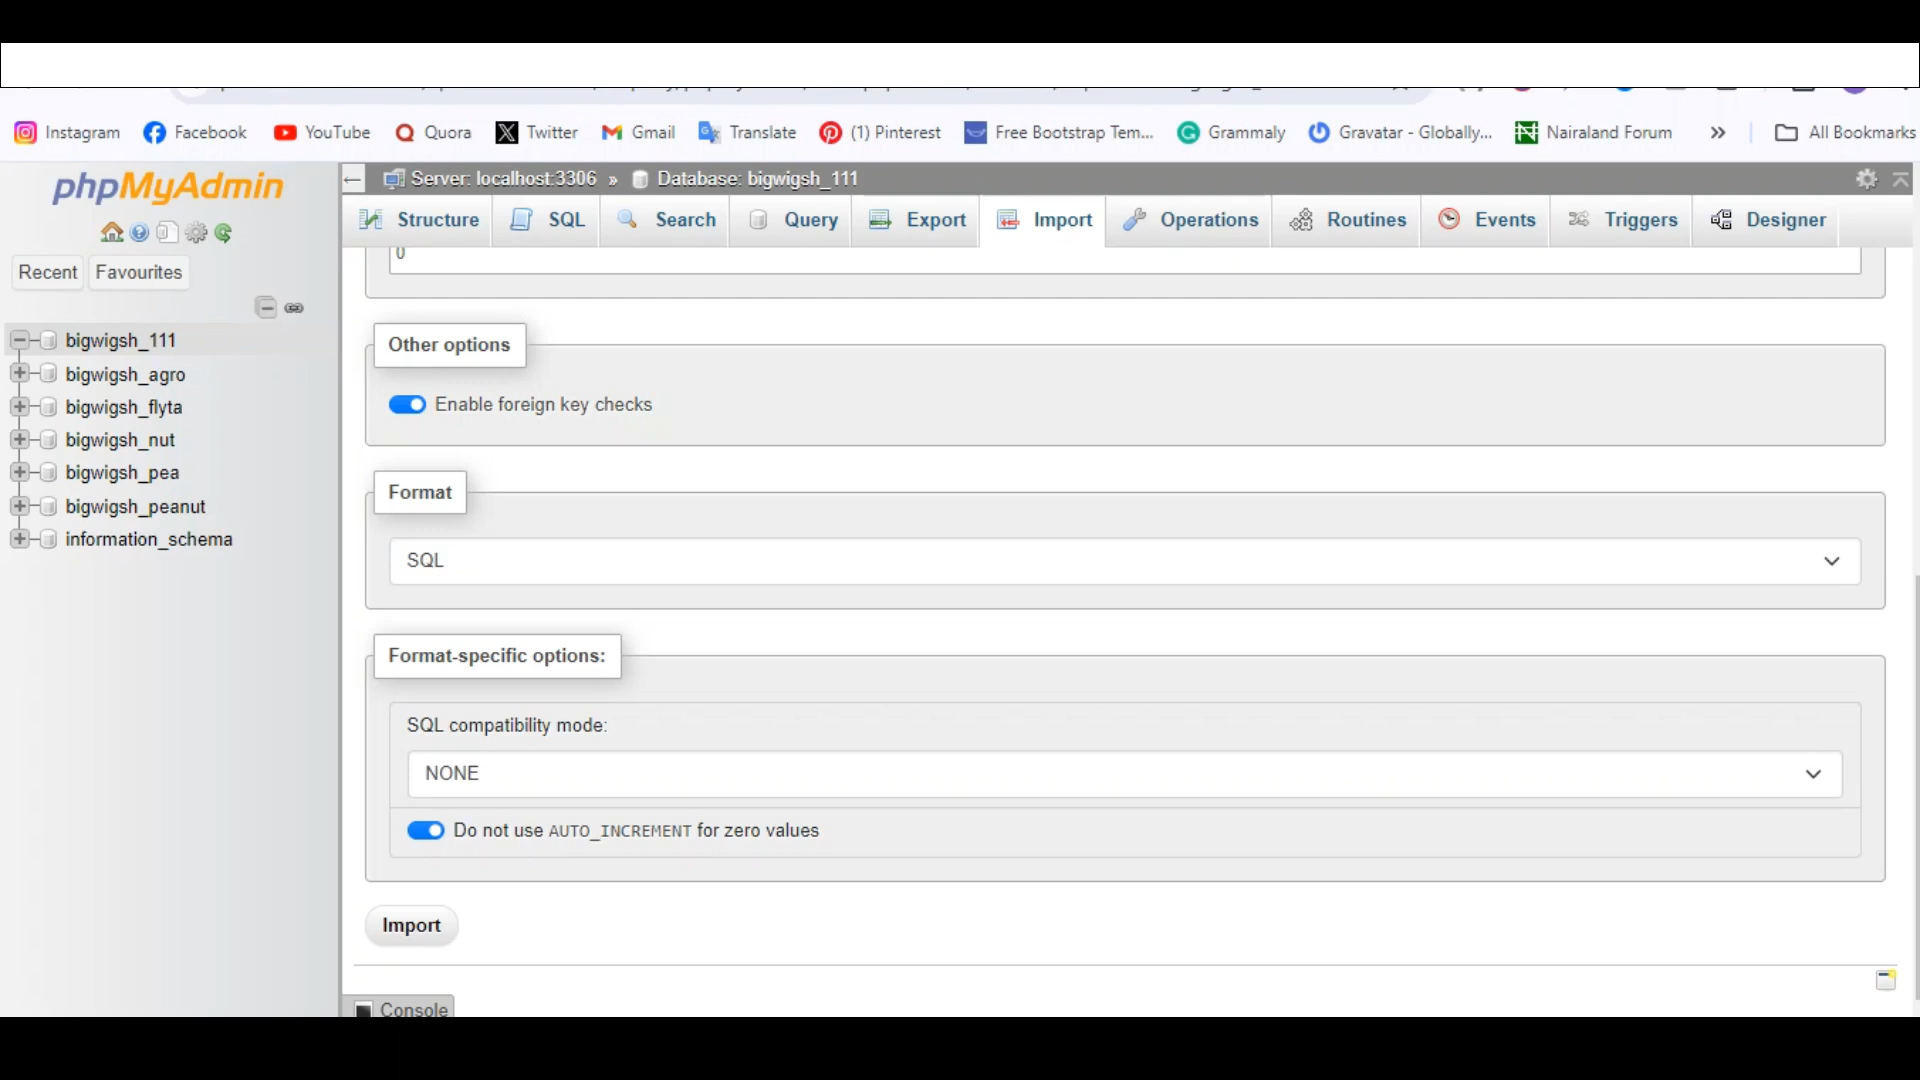 Instagram Facebook YouTube Quora Twitter Gmail Translate (1) Pinterest Free Bootstrap Tem... Grammaly Gravatar - Globally... Nairaland Forum » All Bookmarks
phpMyAdmin
Server: localhost:3306 » Database: bigwigsh_111
Structure SQL Search Query Export Import Operations Routines Events Triggers Designer
Recent Favourites
bigwigsh_111
bigwigsh_agro
bigwigsh_flyta
bigwigsh_nut
bigwigsh_pea
bigwigsh_peanut
information_schema
0
Other options
Enable foreign key checks
Format
SQL
Format-specific options:
SQL compatibility mode:
NONE
Do not use AUTO_INCREMENT for zero values
Import
Console